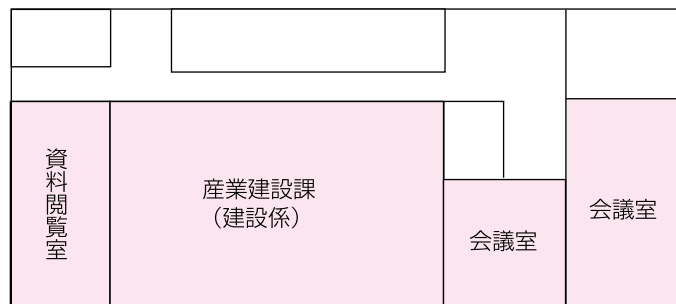 資料閲覧室
産業建設課
（建設係）
会議室
会議室